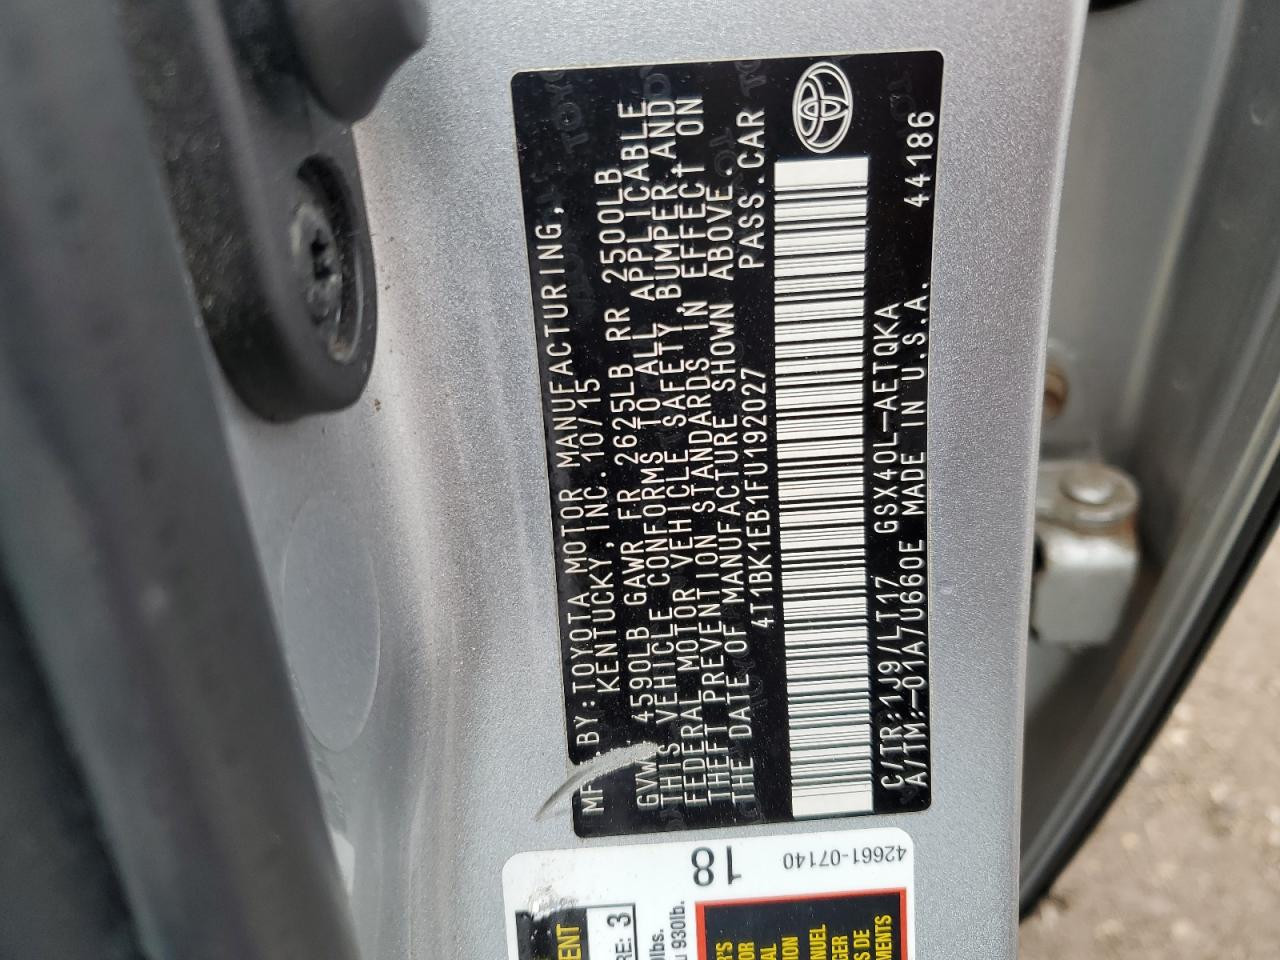 BY:TOYOTA MOTOR MANUFACTURING,
KENTUCKY,INC. 10/15
4590LB GAWR FR 2625LB RR 2500LB
THIS VEHICLE CONFORMS TO ALL APPLICABLE
FEDERAL MOTOR VEHICLE SAFETY, BUMPER, AND
THEFT PREVENTION STANDARDS IN EFFECT ON
THE DATE OF MANUFACTURE SHOWN ABOVE.
4T1BK1EB1FU192027 PASS.CAR
C/TR:1J9/LT17 GSX40L-AETQKA
A/TM:-01A/U660E MADE IN U.S.A. 44186
18
42661-07140
3
930lb.